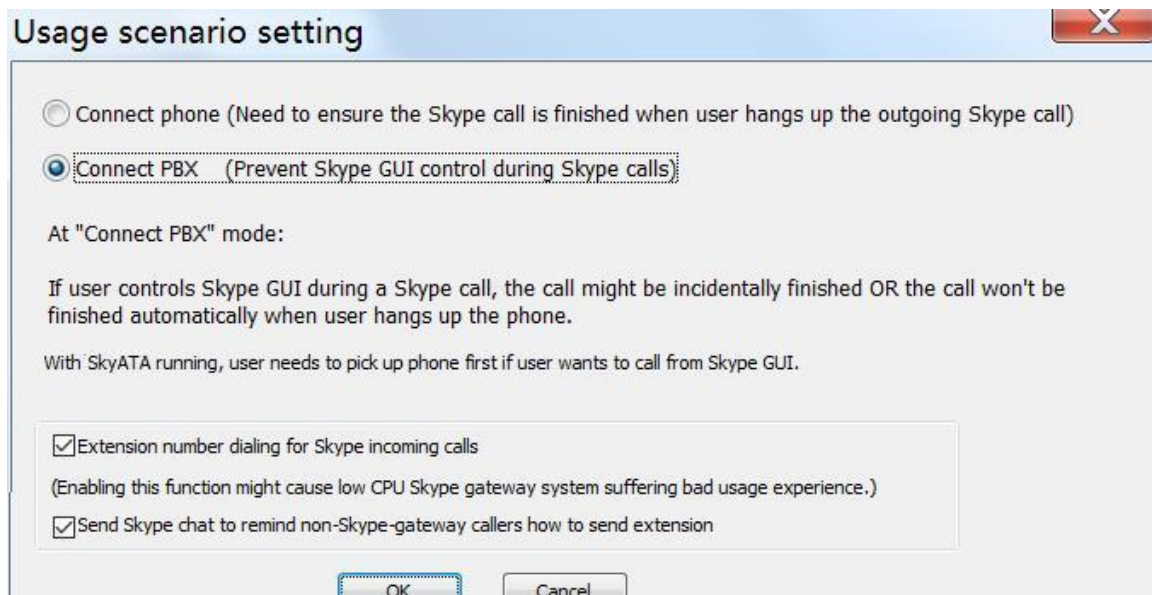 Usage scenario setting
Connect phone (Need to ensure the Skype call is finished when user hangs up the outgoing Skype call)
Connect PBX (Prevent Skype GUI control during Skype calls)
At "Connect PBX" mode:
If user controls Skype GUI during a Skype call, the call might be incidentally finished OR the call won't be
finished automatically when user hangs up the phone.
With SkyATA running, user needs to pick up phone first if user wants to call from Skype GUI.
Extension number dialing for Skype incoming calls
(Enabling this function might cause low CPU Skype gateway system suffering bad usage experience.)
Send Skype chat to remind non-Skype-gateway callers how to send extension
OK Cancel